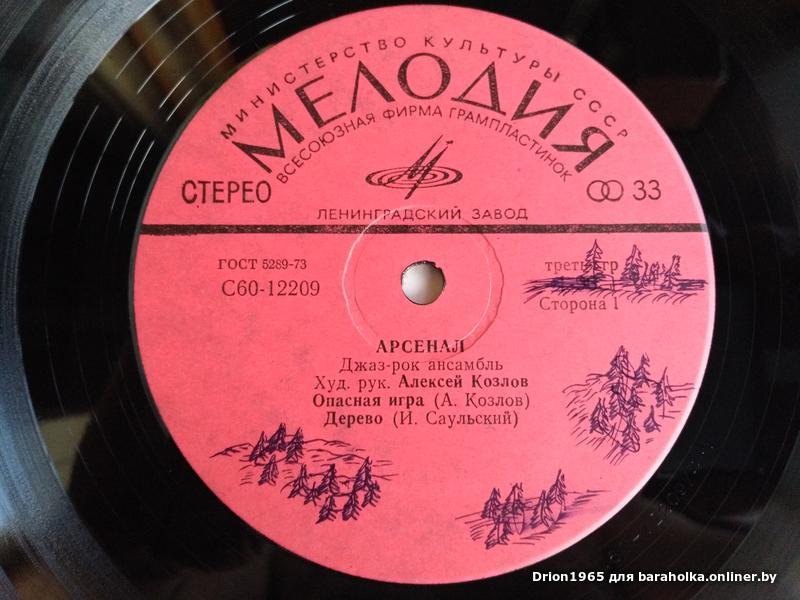 МИНИСТЕРСТВО КУЛЬТУРЫ СССР
МЕЛОДИЯ
ВСЕСОЮЗНАЯ ФИРМА ГРАМПЛАСТИНОК
СТЕРЕО
33
ЛЕНИНГРАДСКИЙ ЗАВОД
ГОСТ 5289-73
С60-12209
Сторона 1
АРСЕНАЛ
Джаз-рок ансамбль
Худ. рук. Алексей Козлов
Опасная игра (А. Козлов)
Дерево (И. Саульский)
Drion1965 для baraholka.onliner.by